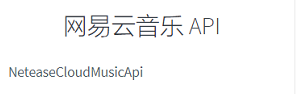 网易云音乐 API
NeteaseCloudMusicApi